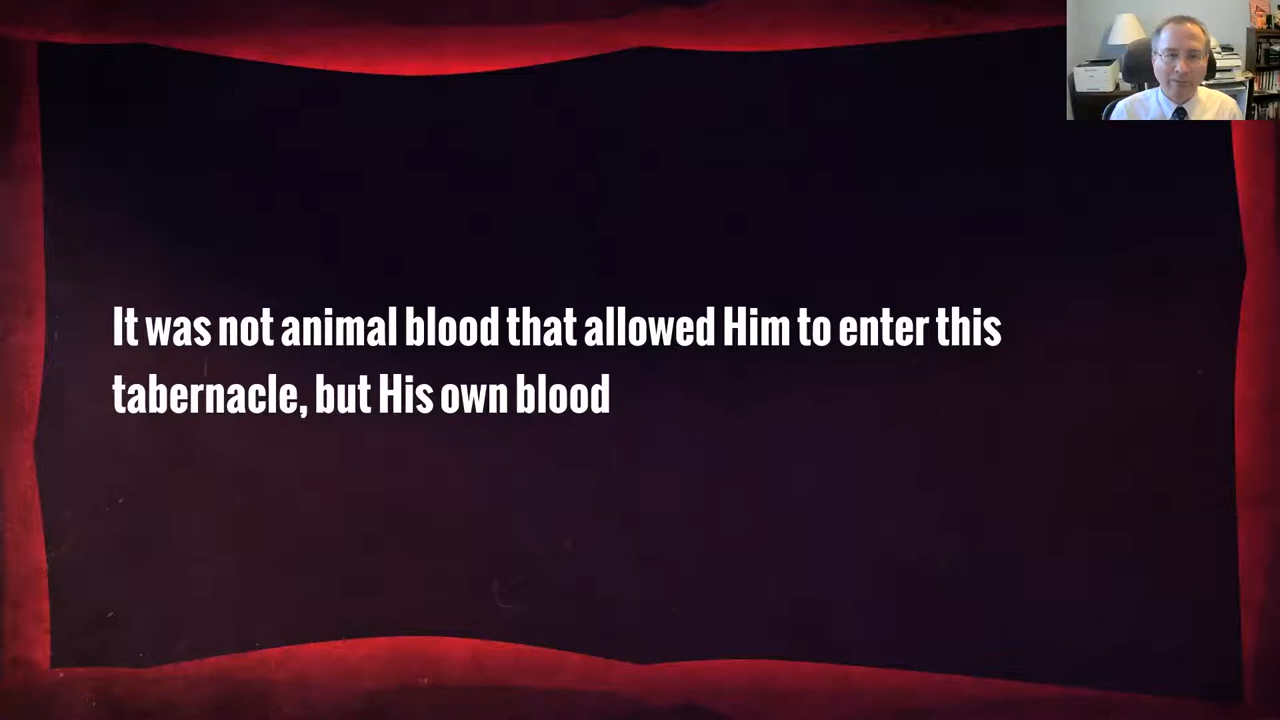 It was not animal blood that allowed Him to enter this
tabernacle, but His own blood